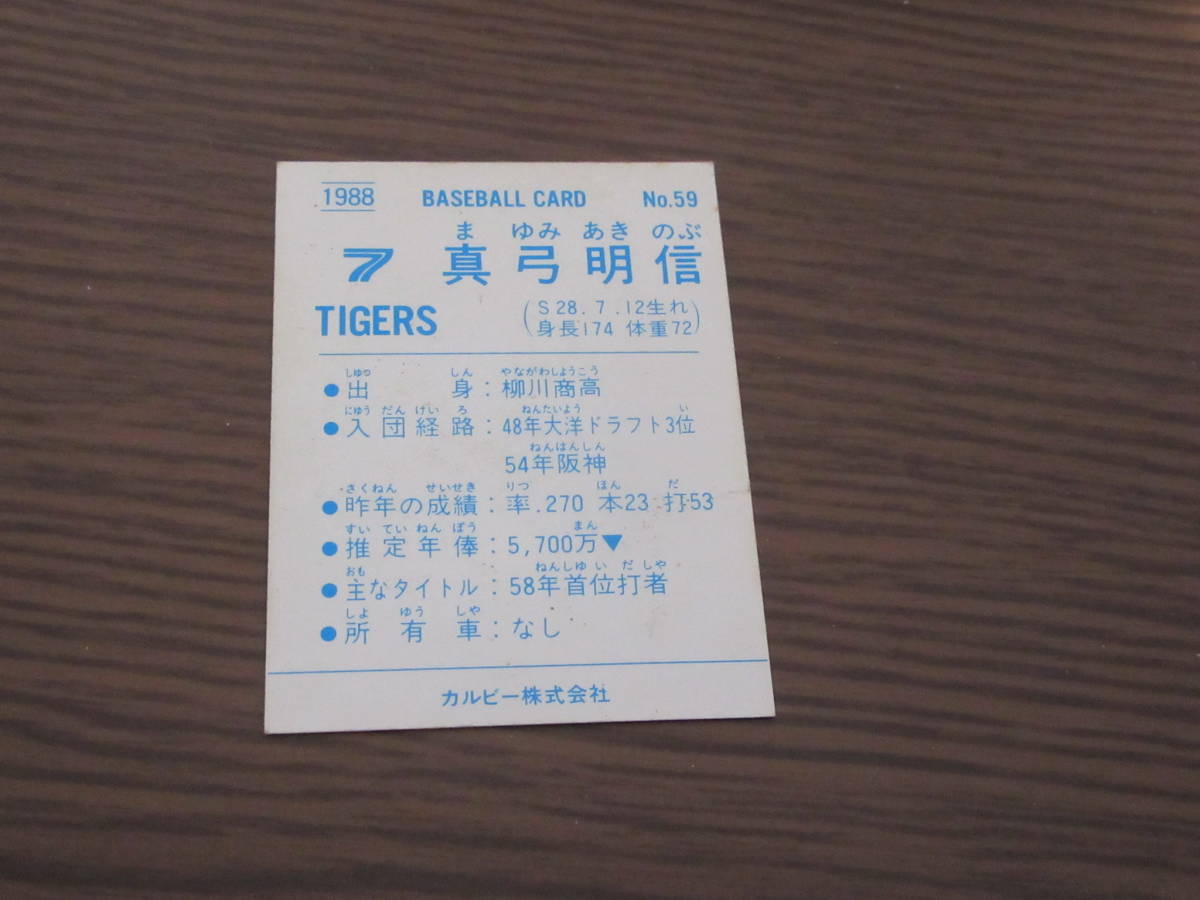 1988 BASEBALL CARD No.59
ま ゆみ あき のぶ
7 真弓明信
TIGERS
(S28.7.12生れ
身長174 体重72)
しゆつ しん やながわしようこう
●出身：柳川商高
にゆう だん けい ろ ねんたいよう い
●入団経路：48年大洋ドラフト3位
ねんはんしん
54年阪神
さくねん せいせき りつ ほん だ
●昨年の成績：率.270 本23 打53
すい てい ねん ぽう まん
●推定年俸：5,700万▼
おも ねんしゆ い だ しや
●主なタイトル：58年首位打者
しよ ゆう しや
●所有車：なし
カルビー株式会社